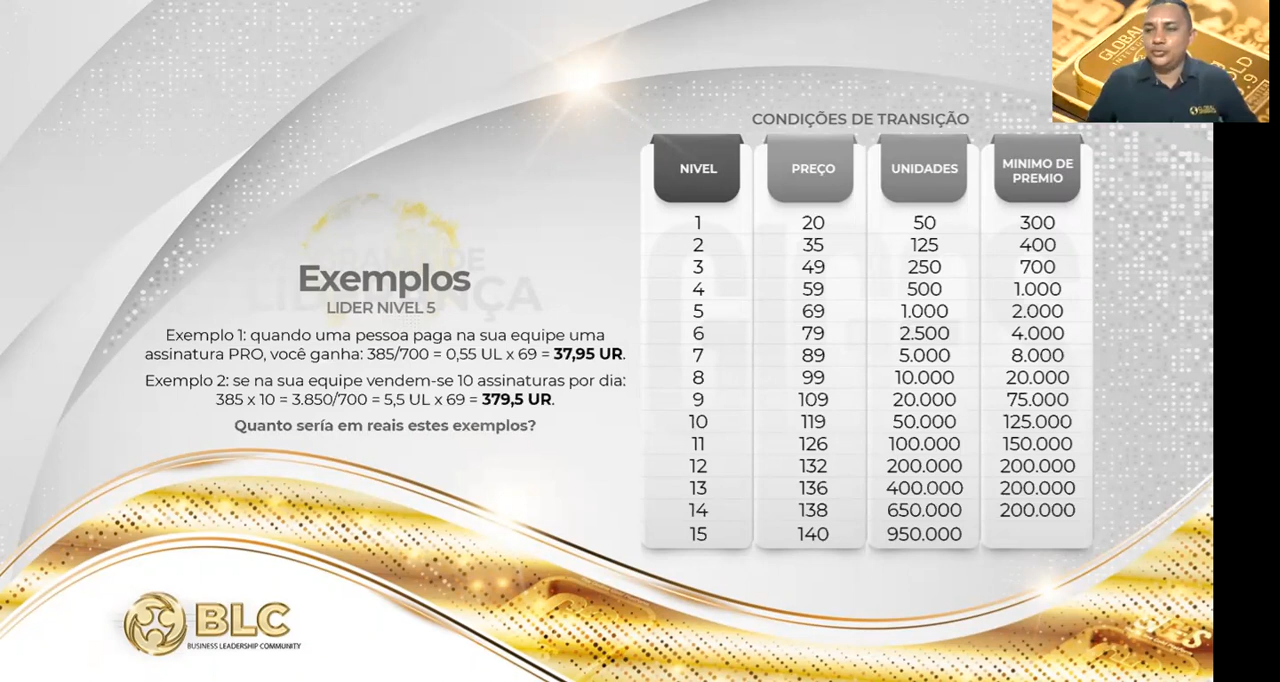 CONDIÇÕES DE TRANSIÇÃO
NIVEL PREÇO UNIDADES MINIMO DE PREMIO
1 20 50 300
2 35 125 400
3 49 250 700
4 59 500 1.000
5 69 1.000 2.000
6 79 2.500 4.000
7 89 5.000 8.000
8 99 10.000 20.000
9 109 20.000 75.000
10 119 50.000 125.000
11 126 100.000 150.000
12 132 200.000 200.000
13 136 400.000 200.000
14 138 650.000 200.000
15 140 950.000
Exemplos
LIDER NIVEL 5
Exemplo 1: quando uma pessoa paga na sua equipe uma
assinatura PRO, você ganha: 385/700 = 0,55 UL x 69 = 37,95 UR.
Exemplo 2: se na sua equipe vendem-se 10 assinaturas por dia:
385 x 10 = 3.850/700 = 5,5 UL x 69 = 379,5 UR.
Quanto sería em reais estes exemplos?
BLC
BUSINESS LEADERSHIP COMMUNITY
GLOBAL